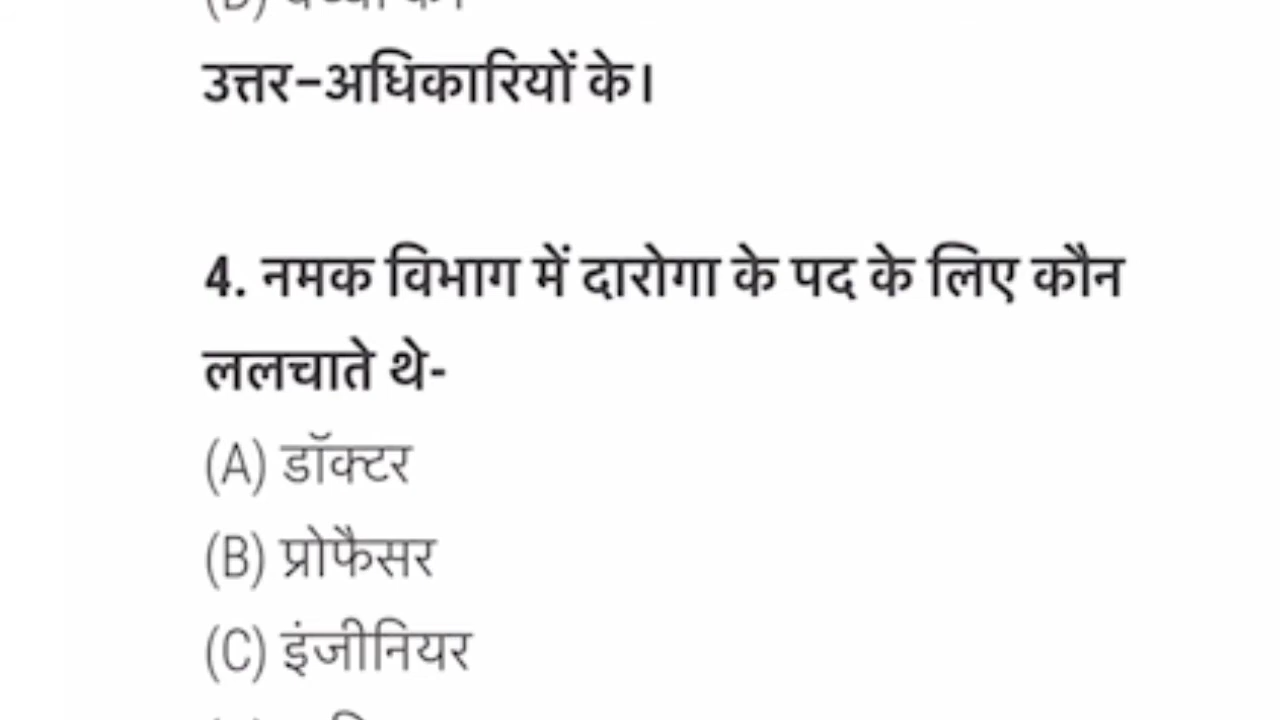 उत्तर-अधिकारियों के।
4. नमक विभाग में दारोगा के पद के लिए कौन
ललचाते थे-
(A) डॉक्टर
(B) प्रोफैसर
(C) इंजीनियर